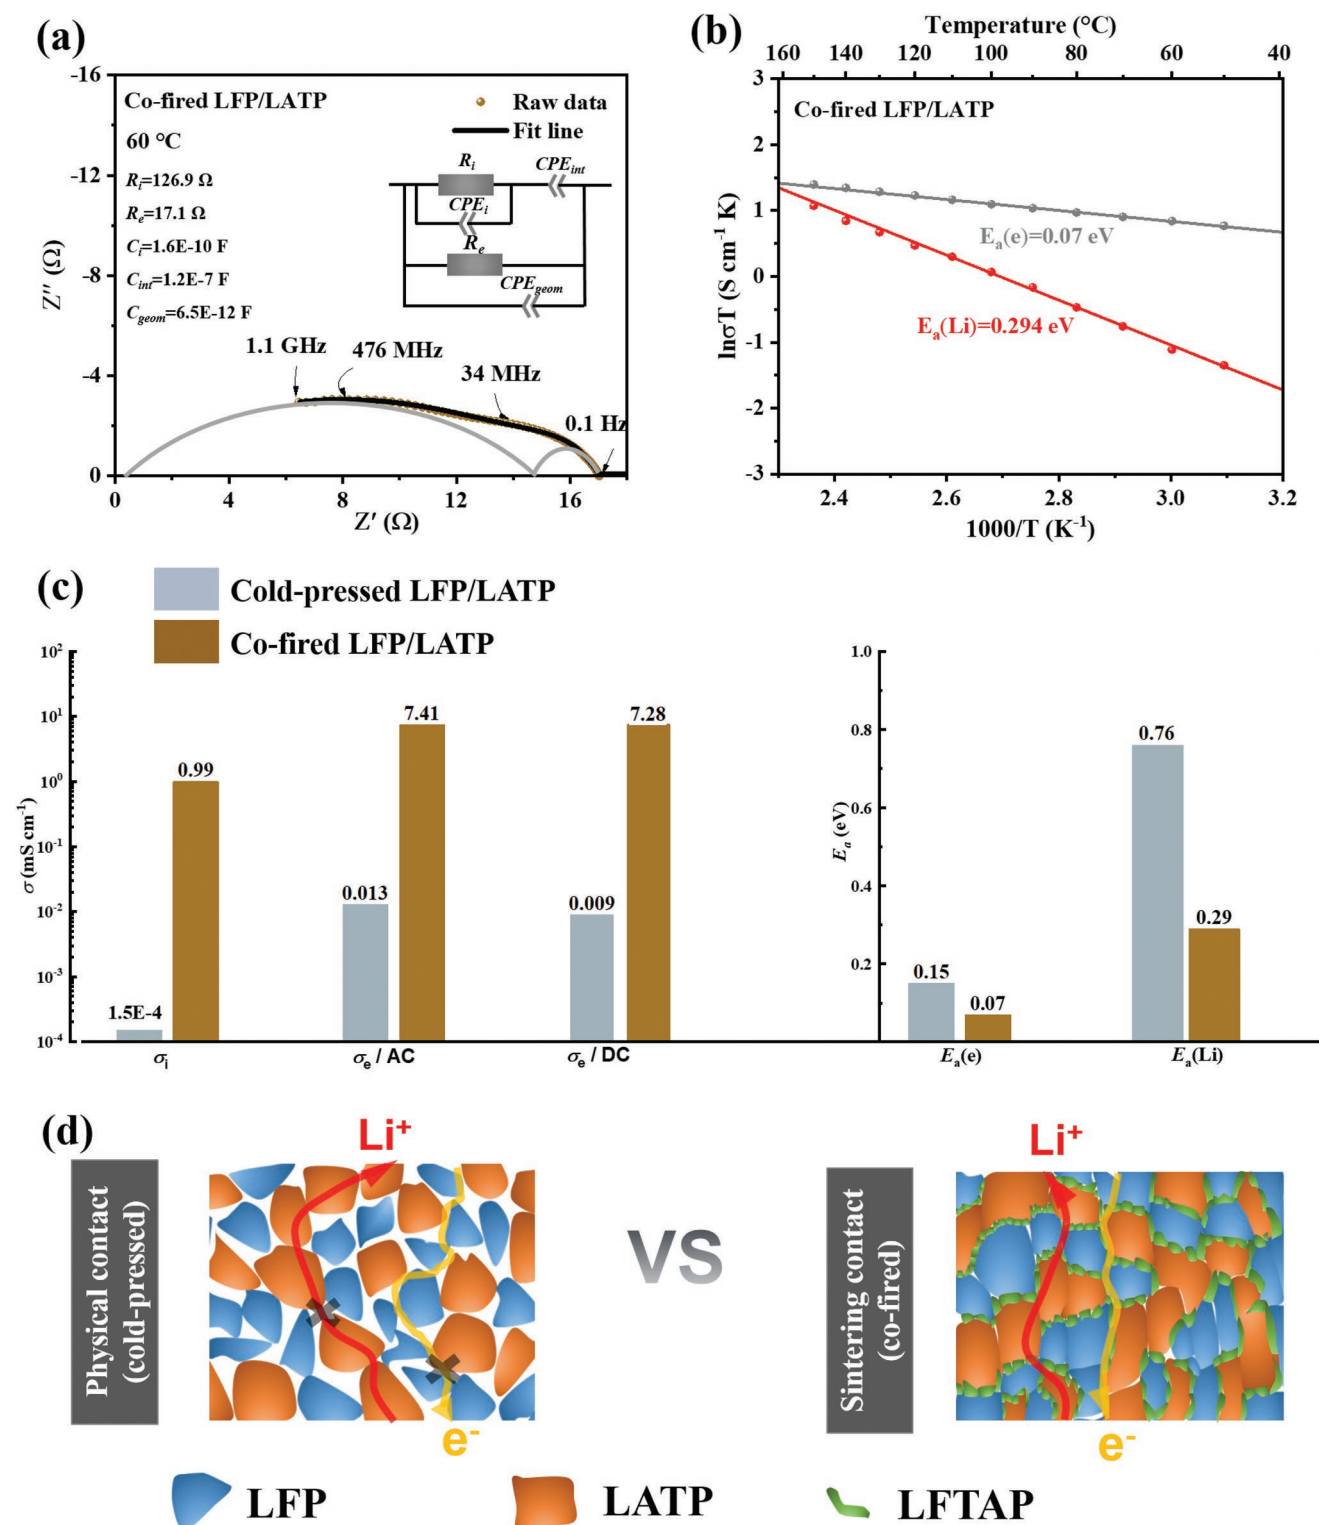 (a)
-16
-12
-8
-4
0
Z″ (Ω)
Co-fired LFP/LATP
60 °C
Rᵢ=126.9 Ω
Rₑ=17.1 Ω
Cᵢ=1.6E-10 F
C_int=1.2E-7 F
C_geom=6.5E-12 F
Raw data
Fit line
Rᵢ
CPE_int
CPEᵢ
Rₑ
CPE_geom
1.1 GHz
476 MHz
34 MHz
0.1 Hz
0 4 8 12 16
Z′ (Ω)
(b)
Temperature (°C)
160 140 120 100 80 60 40
3
2
1
0
-1
-2
-3
lnσT (S cm⁻¹ K)
Co-fired LFP/LATP
Eₐ(e)=0.07 eV
Eₐ(Li)=0.294 eV
2.4 2.6 2.8 3.0 3.2
1000/T (K⁻¹)
(c)
Cold-pressed LFP/LATP
Co-fired LFP/LATP
10²
10¹
10⁰
10⁻¹
10⁻²
10⁻³
10⁻⁴
σ (mS cm⁻¹)
1.5E-4
0.99
0.013
7.41
0.009
7.28
σᵢ
σₑ / AC
σₑ / DC
1.0
0.8
0.6
0.4
0.2
Eₐ (eV)
0.15
0.07
0.76
0.29
Eₐ(e)
Eₐ(Li)
(d)
Physical contact
(cold-pressed)
Li⁺
e⁻
VS
Sintering contact
(co-fired)
Li⁺
e⁻
LFP
LATP
LFTAP